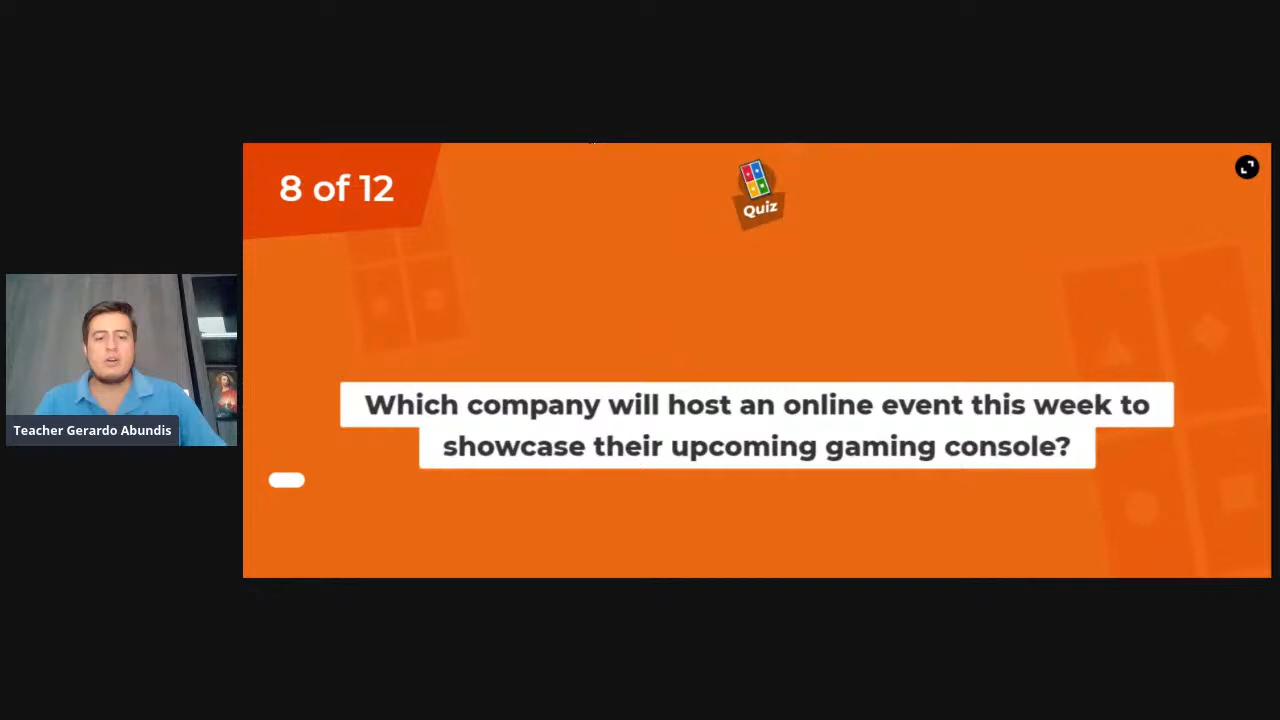 8 of 12
Quiz
Which company will host an online event this week to
showcase their upcoming gaming console?
Teacher Gerardo Abundis